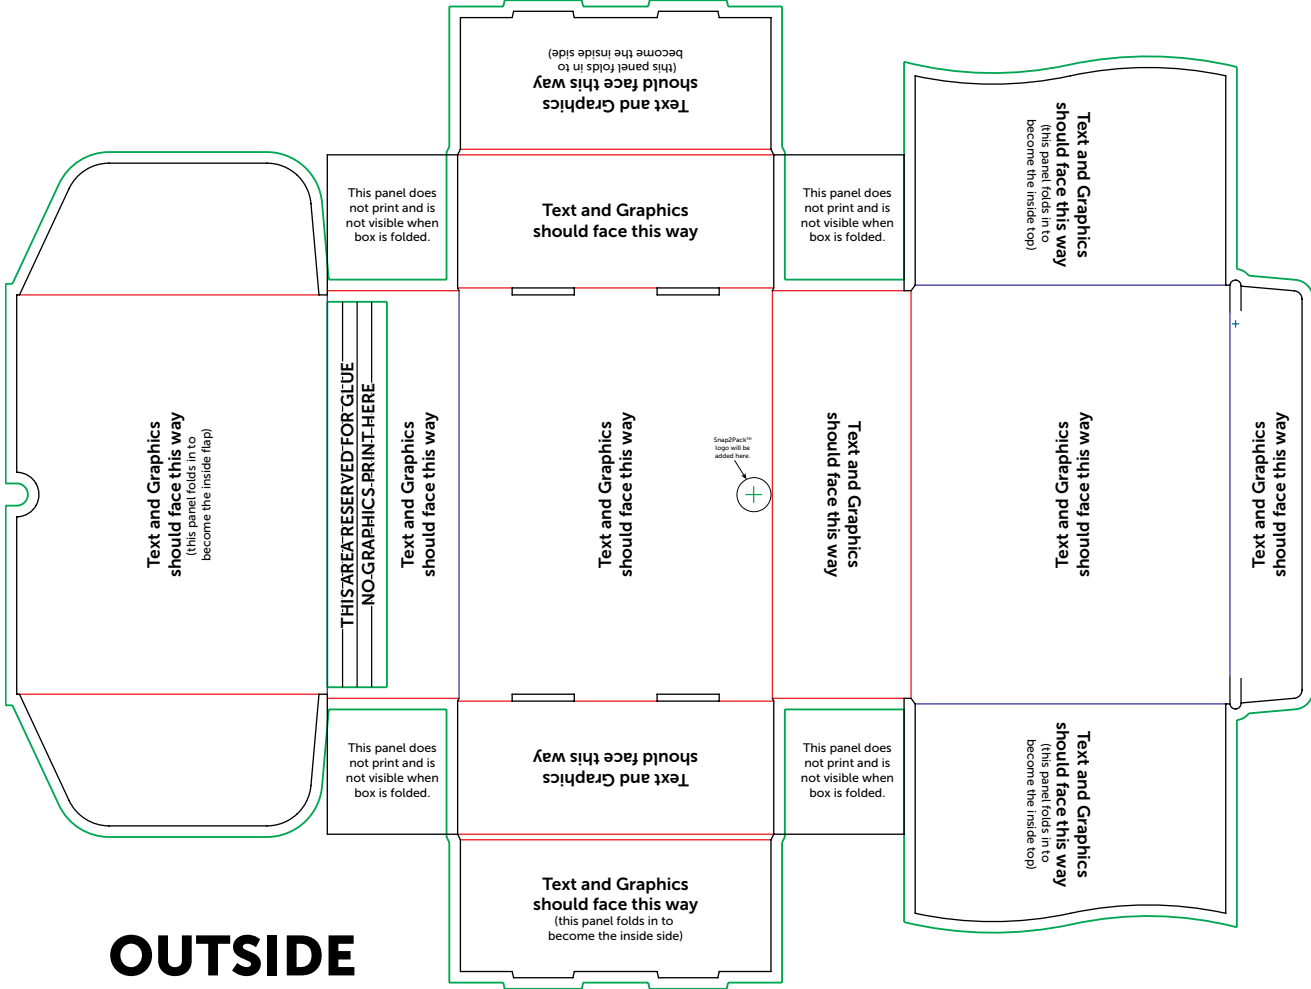 Text and Graphics
should face this way
(this panel folds in to
become the inside side)
Text and Graphics
should face this way
(this panel folds in to
become the inside top)
This panel does
not print and is
not visible when
box is folded.
Text and Graphics
should face this way
This panel does
not print and is
not visible when
box is folded.
Text and Graphics
should face this way
(this panel folds in to
become the inside flap)
THIS AREA RESERVED FOR GLUE
NO GRAPHICS PRINT HERE
Text and Graphics
should face this way
Text and Graphics
should face this way
Snap2Pack™
logo will be
added here.
Text and Graphics
should face this way
Text and Graphics
should face this way
Text and Graphics
should face this way
This panel does
not print and is
not visible when
box is folded.
Text and Graphics
should face this way
This panel does
not print and is
not visible when
box is folded.
Text and Graphics
should face this way
(this panel folds in to
become the inside top)
Text and Graphics
should face this way
(this panel folds in to
become the inside side)
OUTSIDE